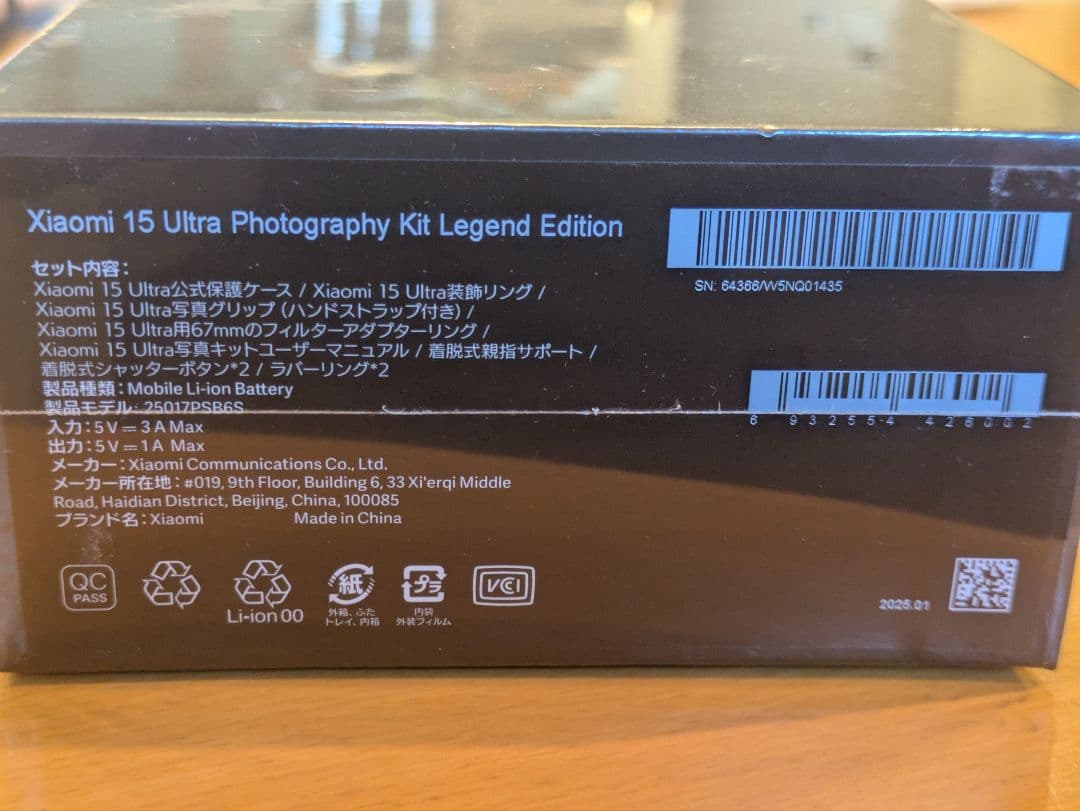 Xiaomi 15 Ultra Photography Kit Legend Edition
セット内容：
Xiaomi 15 Ultra公式保護ケース / Xiaomi 15 Ultra装飾リング /
Xiaomi 15 Ultra写真グリップ（ハンドストラップ付き）/
Xiaomi 15 Ultra用67mmのフィルターアダプターリング /
Xiaomi 15 Ultra写真キットユーザーマニュアル / 着脱式親指サポート /
着脱式シャッターボタン*2 / ラバーリング*2
製品種類：Mobile Li-ion Battery
製品モデル：25017PSB6S
入力：5V⎓3A Max
出力：5V⎓1A Max
メーカー：Xiaomi Communications Co., Ltd.
メーカー所在地：#019, 9th Floor, Building 6, 33 Xi'erqi Middle
Road, Haidian District, Beijing, China, 100085
ブランド名：Xiaomi Made in China
SN: 64366/W5NQ01435
6 932554 426002
QC
PASS
Li-ion 00
紙
外箱、ふた
トレイ、内箱
プラ
内袋
外装フィルム
VCI
2025.01